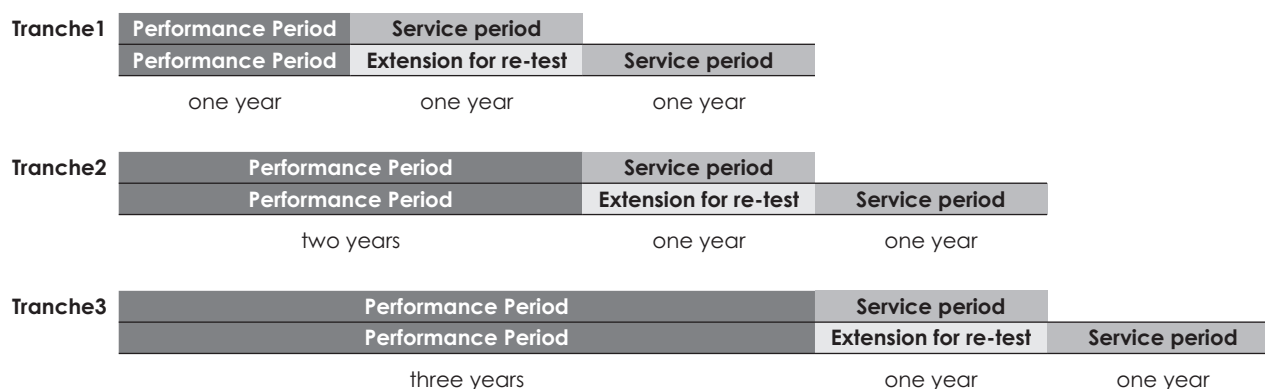 Tranche1 Performance Period Service period
Performance Period Extension for re-test Service period
one year one year one year
Tranche2 Performance Period Service period
Performance Period Extension for re-test Service period
two years one year one year
Tranche3 Performance Period Service period
Performance Period Extension for re-test Service period
three years one year one year